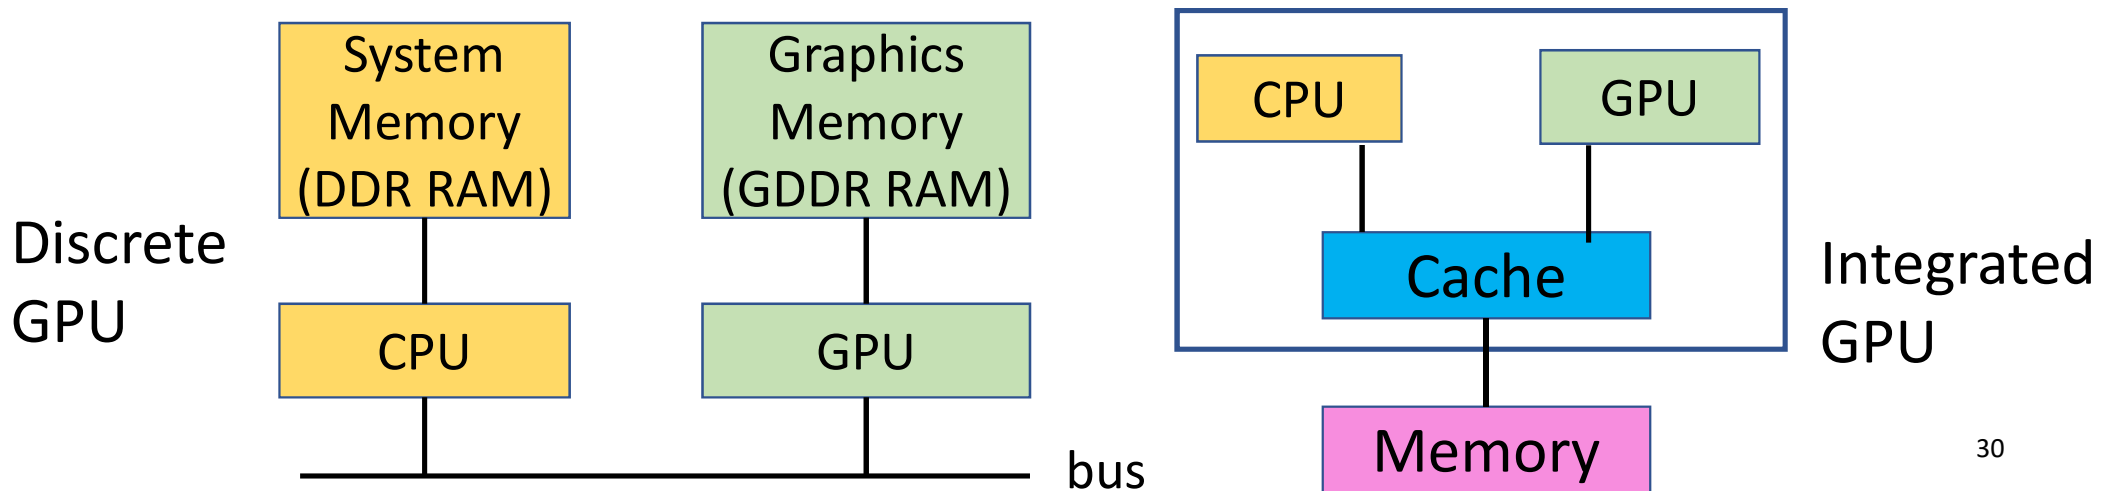 Discrete
GPU
System
Memory
(DDR RAM)
CPU
Graphics
Memory
(GDDR RAM)
GPU
bus
CPU
GPU
Cache
Memory
Integrated
GPU
30